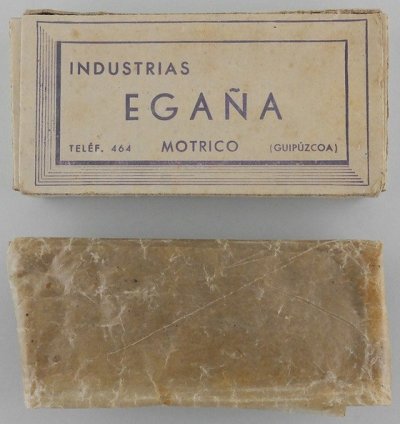 INDUSTRIAS
EGAÑA
TELÉF. 464 MOTRICO (GUIPÚZCOA)